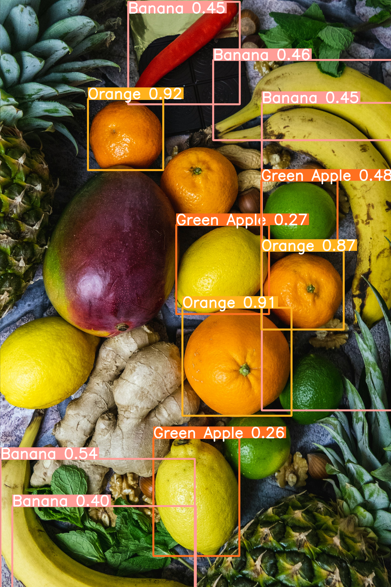 Banana 0.45
Banana 0.46
Orange 0.92
Banana 0.45
Green Apple 0.48
Green Apple 0.27
Orange 0.87
Orange 0.91
Green Apple 0.26
Banana 0.54
Banana 0.40